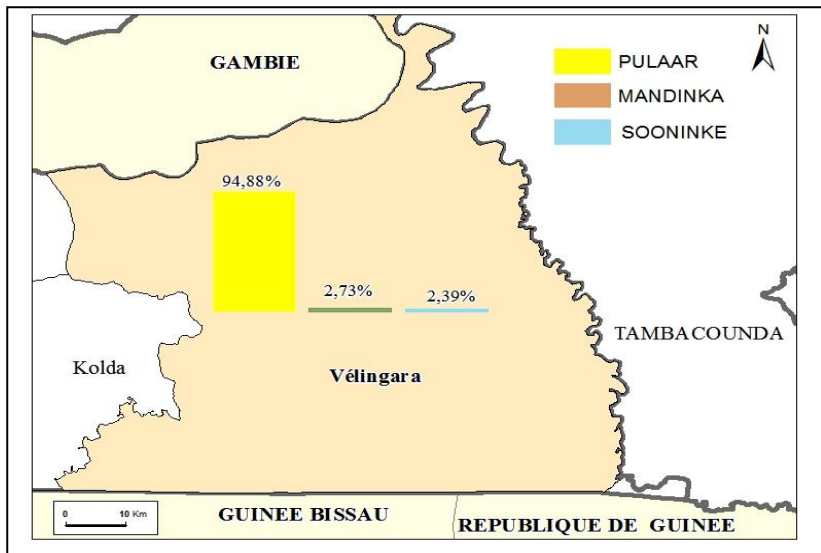 GAMBIE
N
PULAAR
MANDINKA
SOONINKE
94,88%
2,73%
2,39%
TAMBACOUNDA
Kolda
Vélingara
0 10 Km
GUINEE BISSAU
REPUBLIQUE DE GUINEE